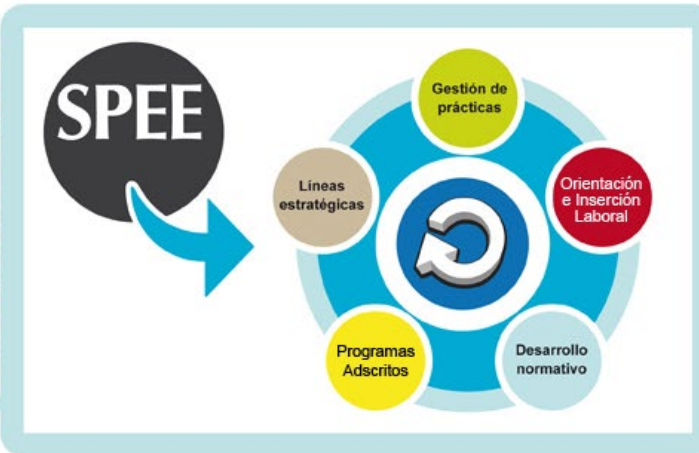 SPEE
Gestión de
prácticas
Líneas
estratégicas
Orientación
e Inserción
Laboral
Programas
Adscritos
Desarrollo
normativo